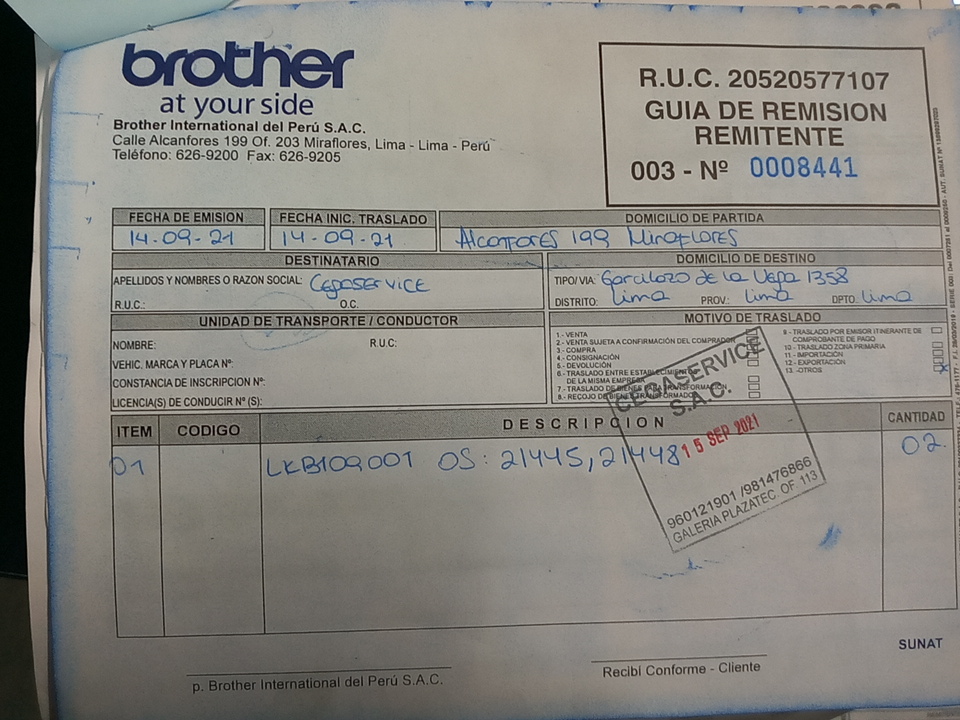 brother
at your side
Brother International del Perú S.A.C.
Calle Alcanfores 199 Of. 203 Miraflores, Lima - Lima - Perú
Teléfono: 626-9200 Fax: 626-9205
R.U.C. 20520577107
GUIA DE REMISION
REMITENTE
003 - Nº 0008441
FECHA DE EMISION
14-09-21
FECHA INIC. TRASLADO
14-09-21
DOMICILIO DE PARTIDA
Alcanfores 199 Miraflores
DESTINATARIO
APELLIDOS Y NOMBRES O RAZON SOCIAL: Cegaservice
R.U.C.: O.C.
DOMICILIO DE DESTINO
TIPO/VIA: Garcilazo de la Vega 1358
DISTRITO: Lima PROV.: Lima DPTO. Lima
UNIDAD DE TRANSPORTE / CONDUCTOR
NOMBRE: R.U.C:
VEHIC. MARCA Y PLACA Nº:
CONSTANCIA DE INSCRIPCION Nº:
LICENCIA(S) DE CONDUCIR Nº (S):
MOTIVO DE TRASLADO
1.- VENTA
2.- VENTA SUJETA A CONFIRMACIÓN DEL COMPRADOR
3.- COMPRA
4.- CONSIGNACIÓN
5.- DEVOLUCIÓN
6.- TRASLADO ENTRE ESTABLECIMIENTOS
DE LA MISMA EMPRESA
7.- TRASLADO DE BIENES PARA TRANSFORMACIÓN
8.- RECOJO DE BIENES TRANSFORMADOS
9.- TRASLADO POR EMISOR ITINERANTE DE
COMPROBANTE DE PAGO
10.- TRASLADO ZONA PRIMARIA
11.- IMPORTACIÓN
12.- EXPORTACIÓN
13.- OTROS
ITEM CODIGO DESCRIPCION CANTIDAD
01 LKB109001 OS: 21445, 21448 02.
CEGASERVICE
S.A.C.
15 SEP 2021
960121901 /981476866
GALERIA PLAZATEC. OF. 113
SUNAT
p. Brother International del Perú S.A.C.
Recibí Conforme - Cliente